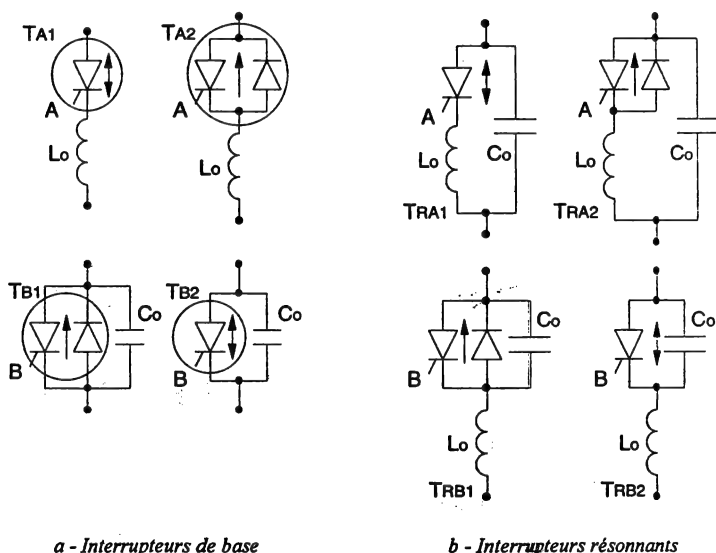 TA1
TA2
A
A
Lo
Lo
TB1
TB2
Co
Co
B
B
a - Interrupteurs de base
A
A
Lo
Co
Lo
Co
TRA1
TRA2
Co
Co
B
B
Lo
Lo
TRB1
TRB2
b - Interrupteurs résonnants